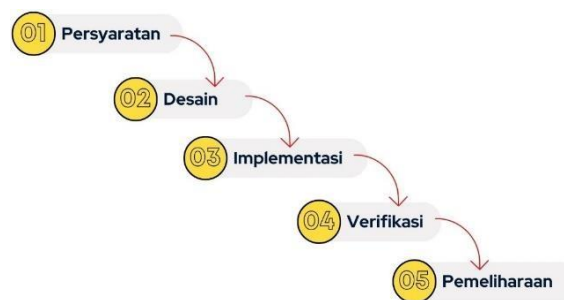 01 Persyaratan
02 Desain
03 Implementasi
04 Verifikasi
05 Pemeliharaan